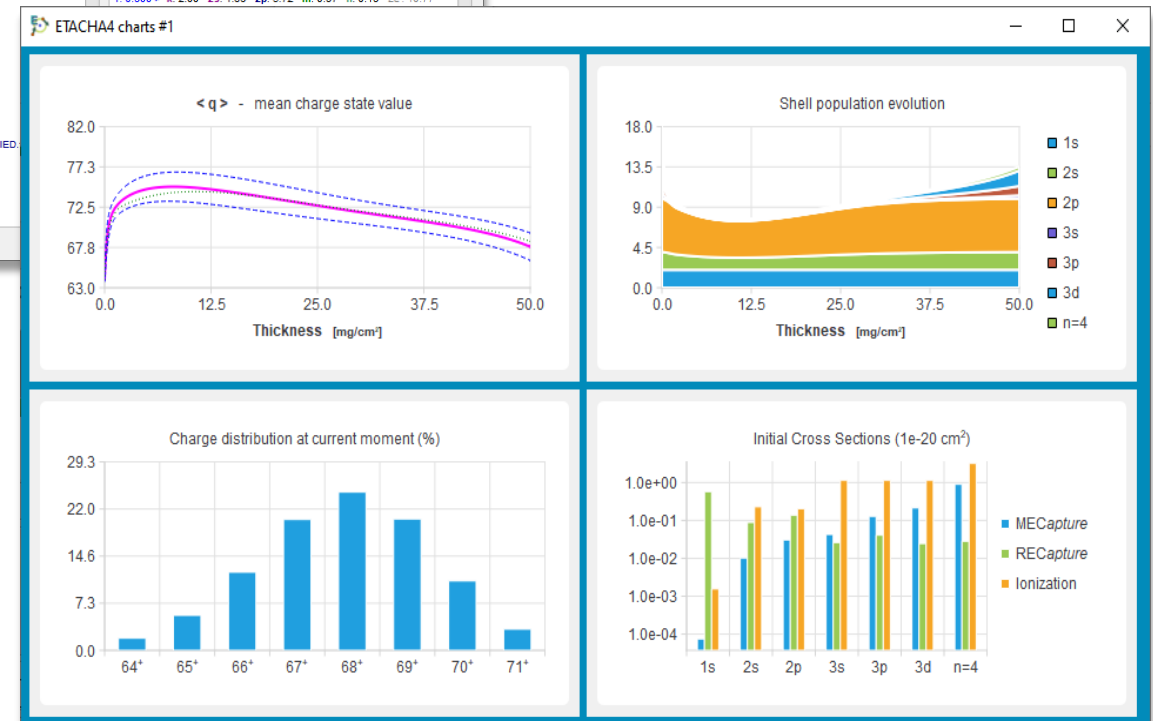 ETACHA4 charts #1
IED.
< q > - mean charge state value
82.0
77.3
72.5
67.8
63.0
0.0 12.5 25.0 37.5 50.0
Thickness [mg/cm²]
Shell population evolution
18.0
13.5
9.0
4.5
0.0
0.0 12.5 25.0 37.5 50.0
Thickness [mg/cm²]
1s
2s
2p
3s
3p
3d
n=4
Charge distribution at current moment (%)
29.3
22.0
14.6
7.3
0.0
64⁺ 65⁺ 66⁺ 67⁺ 68⁺ 69⁺ 70⁺ 71⁺
Initial Cross Sections (1e-20 cm²)
1.0e+00
1.0e-01
1.0e-02
1.0e-03
1.0e-04
1s 2s 2p 3s 3p 3d n=4
MECapture
RECapture
Ionization